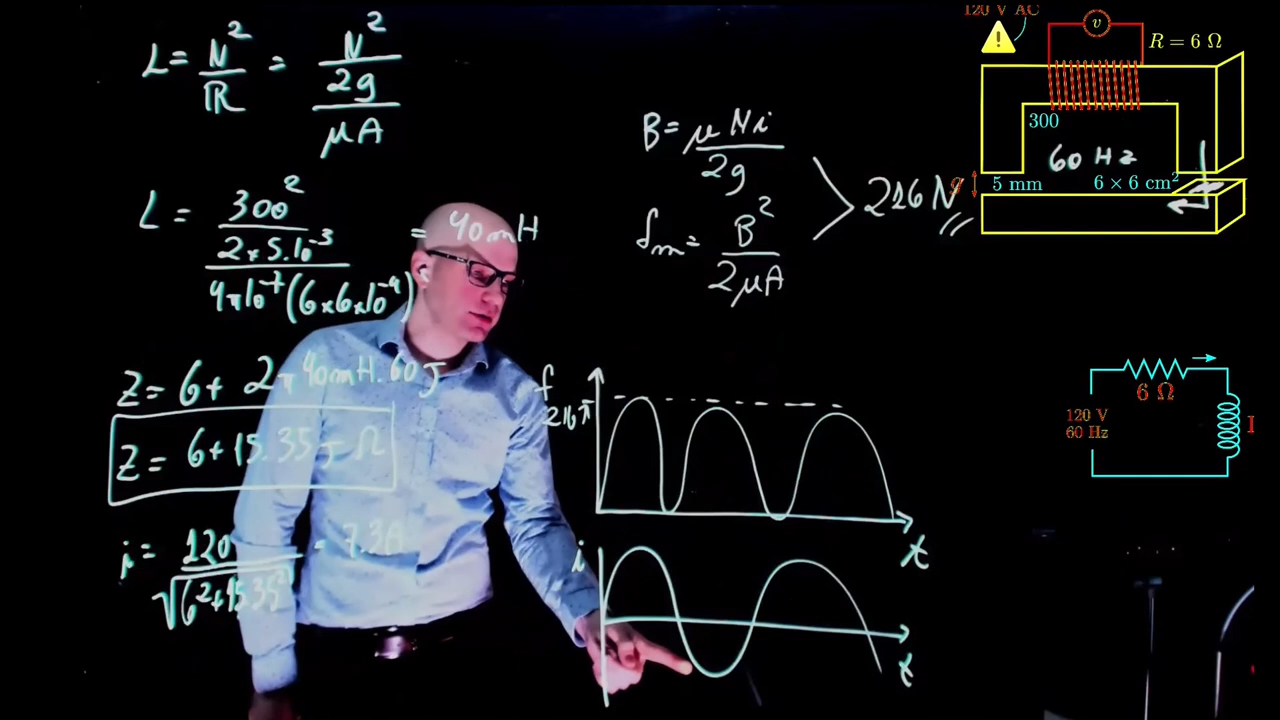 L = N² / R = N² / 2g / μA
L = 300² / 2×5.10⁻³ / 4π10⁻⁷(6×6×10⁻⁴) = 40mH
Z = 6+ 2π 40mH.60 J
Z = 6+15.35 J Ω
i = 120 / √6²+15.35² = 7.3A
B = μNi / 2g
fm = B² / 2μA
216 N
f
216
t
i
t
120 V AC
v
R = 6 Ω
300
60 Hz
g
5 mm
6 × 6 cm²
6 Ω
120 V
60 Hz